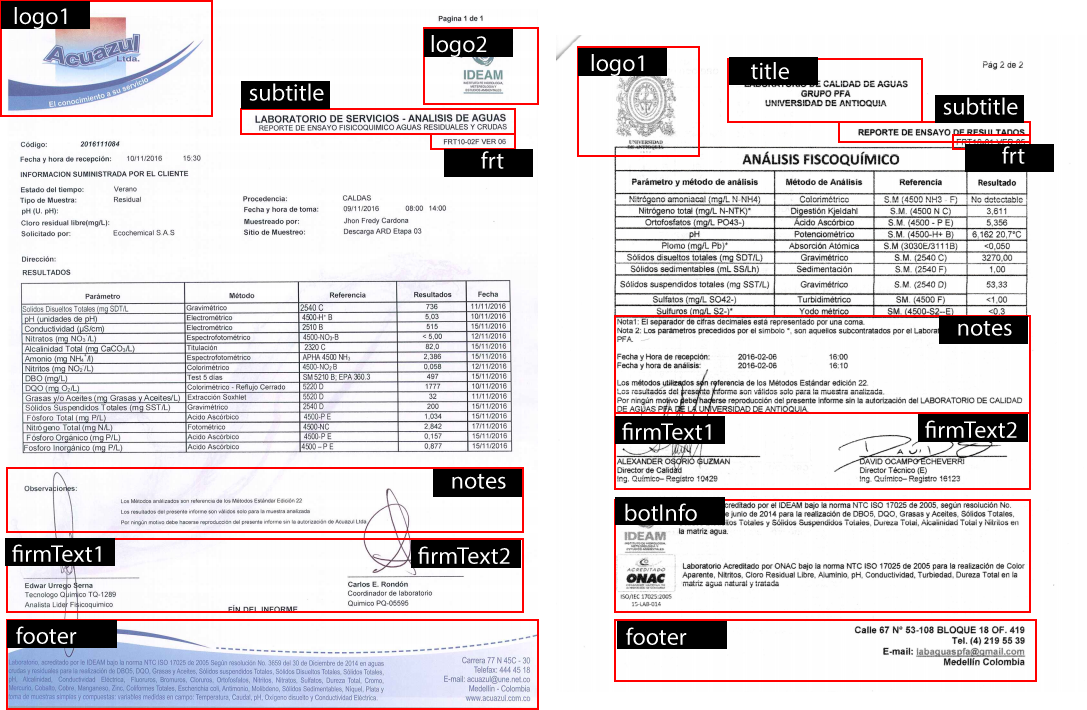 logo1
Acuazul
Ltda.
El conocimiento a su servicio
Pagina 1 de 1
logo2
IDEAM
INSTITUTO DE HIDROLOGÍA,
METEOROLOGÍA Y
ESTUDIOS AMBIENTALES
subtitle
LABORATORIO DE SERVICIOS - ANALISIS DE AGUAS
REPORTE DE ENSAYO FISICOQUIMICO AGUAS RESIDUALES Y CRUDAS
FRT10-02F VER 06
frt
Código: 2016111084
Fecha y hora de recepción: 10/11/2016 15:30
INFORMACION SUMINISTRADA POR EL CLIENTE
Estado del tiempo: Verano
Tipo de Muestra: Residual
pH (U. pH):
Cloro residual libre(mg/L):
Solicitado por: Ecochemical S.A.S
Procedencia: CALDAS
Fecha y hora de toma: 09/11/2016 08:00 14:00
Muestreado por: Jhon Fredy Cardona
Sitio de Muestreo: Descarga ARD Etapa 03
Dirección:
RESULTADOS
Parámetro Método Referencia Resultados Fecha
Solidos Disueltos Totales (mg SDT/L Gravimétrico 2540 C 736 11/11/2016
pH (unidades de pH) Electrométrico 4500-H⁺ B 5,03 10/11/2016
Conductividad (µS/cm) Electrométrico 2510 B 515 15/11/2016
Nitratos (mg NO₃ /L) Espectrofotométrico 4500-NO₃-B < 5,00 12/11/2016
Alcalinidad Total (mg CaCO₃/L) Titulación 2320 C 82,0 15/11/2016
Amonio (mg NH₄⁺/l) Espectrofotométrico APHA 4500 NH₃ 2,386 15/11/2016
Nitritos (mg NO₂ /L) Colorimétrico 4500-NO₂ B 0,058 12/11/2016
DBO (mg/L) Test 5 días SM 5210 B; EPA 360.3 497 15/11/2016
DQO (mg O₂/L) Colorimétrico - Reflujo Cerrado 5220 D 1777 10/11/2016
Grasas y/o Aceites (mg Grasas y Aceites/L) Extracción Soxhlet 5520 D 32 11/11/2016
Sólidos Suspendidos Totales (mg SST/L) Gravimétrico 2540 D 200 15/11/2016
Fósforo Total (mg P/L) Acido Ascórbico 4500-P E 1,034 15/11/2016
Nitrógeno Total (mg N/L) Fotométrico 4500-NC 2,842 17/11/2016
Fósforo Orgánico (mg P/L) Acido Ascórbico 4500-P E 0,157 15/11/2016
Fosforo Inorgánico (mg P/L) Acido Ascórbico 4500 – P E 0,877 15/11/2016
notes
Observaciones:
Los Métodos análizados son referencia de los Métodos Estándar Edición 22
Los resultados del presente informe son válidos solo para la muestra analizada
Por ningún motivo debe hacerse reproducción del presente informe sin la autorización de Acuazul Ltda
firmText1
firmText2
Edwar Urrego Serna
Tecnologo Quimico TQ-1289
Analista Lider Fisicoquimico
Carlos E. Rondón
Coordinador de laboratorio
Químico PQ-05595
FÍN DEL INFORME
footer
Laboratorio, acreditado por le IDEAM bajo la norma NTC ISO 17025 de 2005 Según resolución No. 3659 del 30 de Diciembre de 2014 en aguas
crudas y residuales para la realización de DBO5, DQO, Grasas y Aceites, Sólidos suspendidos Totales, Sólidos Disueltos Totales, Sólidos Totales,
pH, Alcalinidad, Conductividad Eléctrica, Fluoruros, Bromuros, Cloruros, Ortofosfatos, Nitritos, Nitratos, Sulfatos, Dureza Total, Cromo,
Mercurio, Cobalto, Cobre, Manganeso, Zinc, Coliformes Totales, Escherichia coli, Antimonio, Molibdeno, Sólidos Sedimentables, Níquel, Plata y
toma de muestras simples y compuestas: variables medidas en campo: Temperatura, Caudal, pH, Oxígeno disuelto y Conductividad Eléctrica.
Carrera 77 N 45C - 30
Telefax: 444 45 18
E-mail: acuazul@une.net.co
Medellín - Colombia
www.acuazul.com.co
logo1
UNIVERSIDAD
DE ANTIOQUIA
title
LABORATORIO DE CALIDAD DE AGUAS
GRUPO PFA
UNIVERSIDAD DE ANTIOQUIA
Pág 2 de 2
subtitle
REPORTE DE ENSAYO DE RESULTADOS
FRT10-01 VER 05
frt
ANÁLISIS FISCOQUÍMICO
Parámetro y método de análisis Método de Análisis Referencia Resultado
Nitrógeno amoniacal (mg/L N-NH4) Colorimétrico S.M (4500 NH3 - F) No detectable
Nitrógeno total (mg/L N-NTK)* Digestión Kjeldahl S.M. (4500 N C) 3,611
Ortofosfatos (mg/L PO43-) Ácido Ascórbico S.M. (4500 - P E) 5,356
pH Potenciométrico S.M. (4500-H+ B) 6,162 20,7°C
Plomo (mg/L Pb)* Absorción Atómica S.M (3030E/3111B) <0,050
Sólidos disueltos totales (mg SDT/L) Gravimétrico S.M. (2540 C) 3270,00
Sólidos sedimentables (mL SS/Lh) Sedimentación S.M. (2540 F) 1,00
Sólidos suspendidos totales (mg SST/L) Gravimétrico S.M. (2540 D) 53,33
Sulfatos (mg/L SO42-) Turbidimétrico SM. (4500 F) <1,00
Sulfuros (mg/L S2-)* Yodo métrico SM. (4500-S2--E) <0,3
notes
Nota1: El separador de cifras decimales está representado por una coma.
Nota 2: Los parámetros precedidos por el símbolo *, son aquellos subcontratados por el Laborat
PFA.
Fecha y Hora de recepción: 2016-02-06 16:00
Fecha y hora de análisis: 2016-02-06 16:10
Los métodos utilizados son referencia de los Métodos Estándar edición 22.
Los resultados del presente informe son válidos sólo para la muestra analizada.
Por ningún motivo debe hacerse reproducción del presente informe sin la autorización del LABORATORIO DE CALIDAD
DE AGUAS PFA DE LA UNIVERSIDAD DE ANTIOQUIA.
firmText1
firmText2
ALEXANDER OSORIO GUZMAN
Director de Calidad
Ing. Químico– Registro 10429
DAVID OCAMPO ECHEVERRI
Director Técnico (E)
Ing. Químico– Registro 16123
botInfo
creditado por el IDEAM bajo la norma NTC ISO 17025 de 2005, según resolución No.
e junio de 2014 para la realización de DBO5, DQO, Grasas y Aceites, Sólidos Totales,
tos Totales y Sólidos Suspendidos Totales, Dureza Total, Alcalinidad Total y Nitritos en
la matriz agua.
IDEAM
ACREDITADO
ONAC
ISO/IEC 17025:2005
15-LAB-014
Laboratorio Acreditado por ONAC bajo la norma NTC ISO 17025 de 2005 para la realización de Color
Aparente, Nitritos, Cloro Residual Libre, Aluminio, pH, Conductividad, Turbiedad, Dureza Total en la
matriz agua natural y tratada
footer
Calle 67 N° 53-108 BLOQUE 18 OF. 419
Tel. (4) 219 55 39
E-mail: labaguaspfa@gmail.com
Medellín Colombia